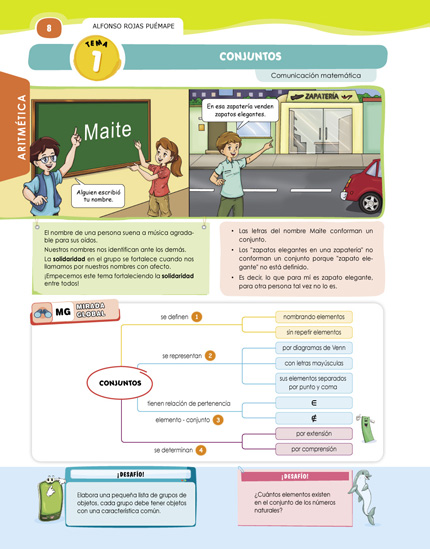 8
ALFONSO ROJAS PUÉMAPE
TEMA
1
CONJUNTOS
Comunicación matemática
ARITMÉTICA
Maite
Alguien escribió
tu nombre.
En esa zapatería venden
zapatos elegantes.
ZAPATERÍA
El nombre de una persona suena a música agrada-
ble para sus oídos.
Nuestros nombres nos identifican ante los demás.
La solidaridad en el grupo se fortalece cuando nos
llamamos por nuestros nombres con afecto.
¡Empecemos este tema fortaleciendo la solidaridad
entre todos!
• Las letras del nombre Maite conforman un
conjunto.
• Los "zapatos elegantes en una zapatería" no
conforman un conjunto porque "zapato ele-
gante" no está definido.
• Es decir, lo que para mí es zapato elegante,
para otra persona tal vez no lo es.
MG MIRADA
GLOBAL
CONJUNTOS
se definen 1
nombrando elementos
sin repetir elementos
se representan 2
por diagramas de Venn
con letras mayúsculas
sus elementos separados
por punto y coma
tienen relación de pertenencia
elemento - conjunto 3
∈
∉
se determinan 4
por extensión
por comprensión
¡DESAFÍO!
Elabora una pequeña lista de grupos de
objetos, cada grupo debe tener objetos
con una característica común.
¡DESAFÍO!
¿Cuántos elementos existen
en el conjunto de los números
naturales?